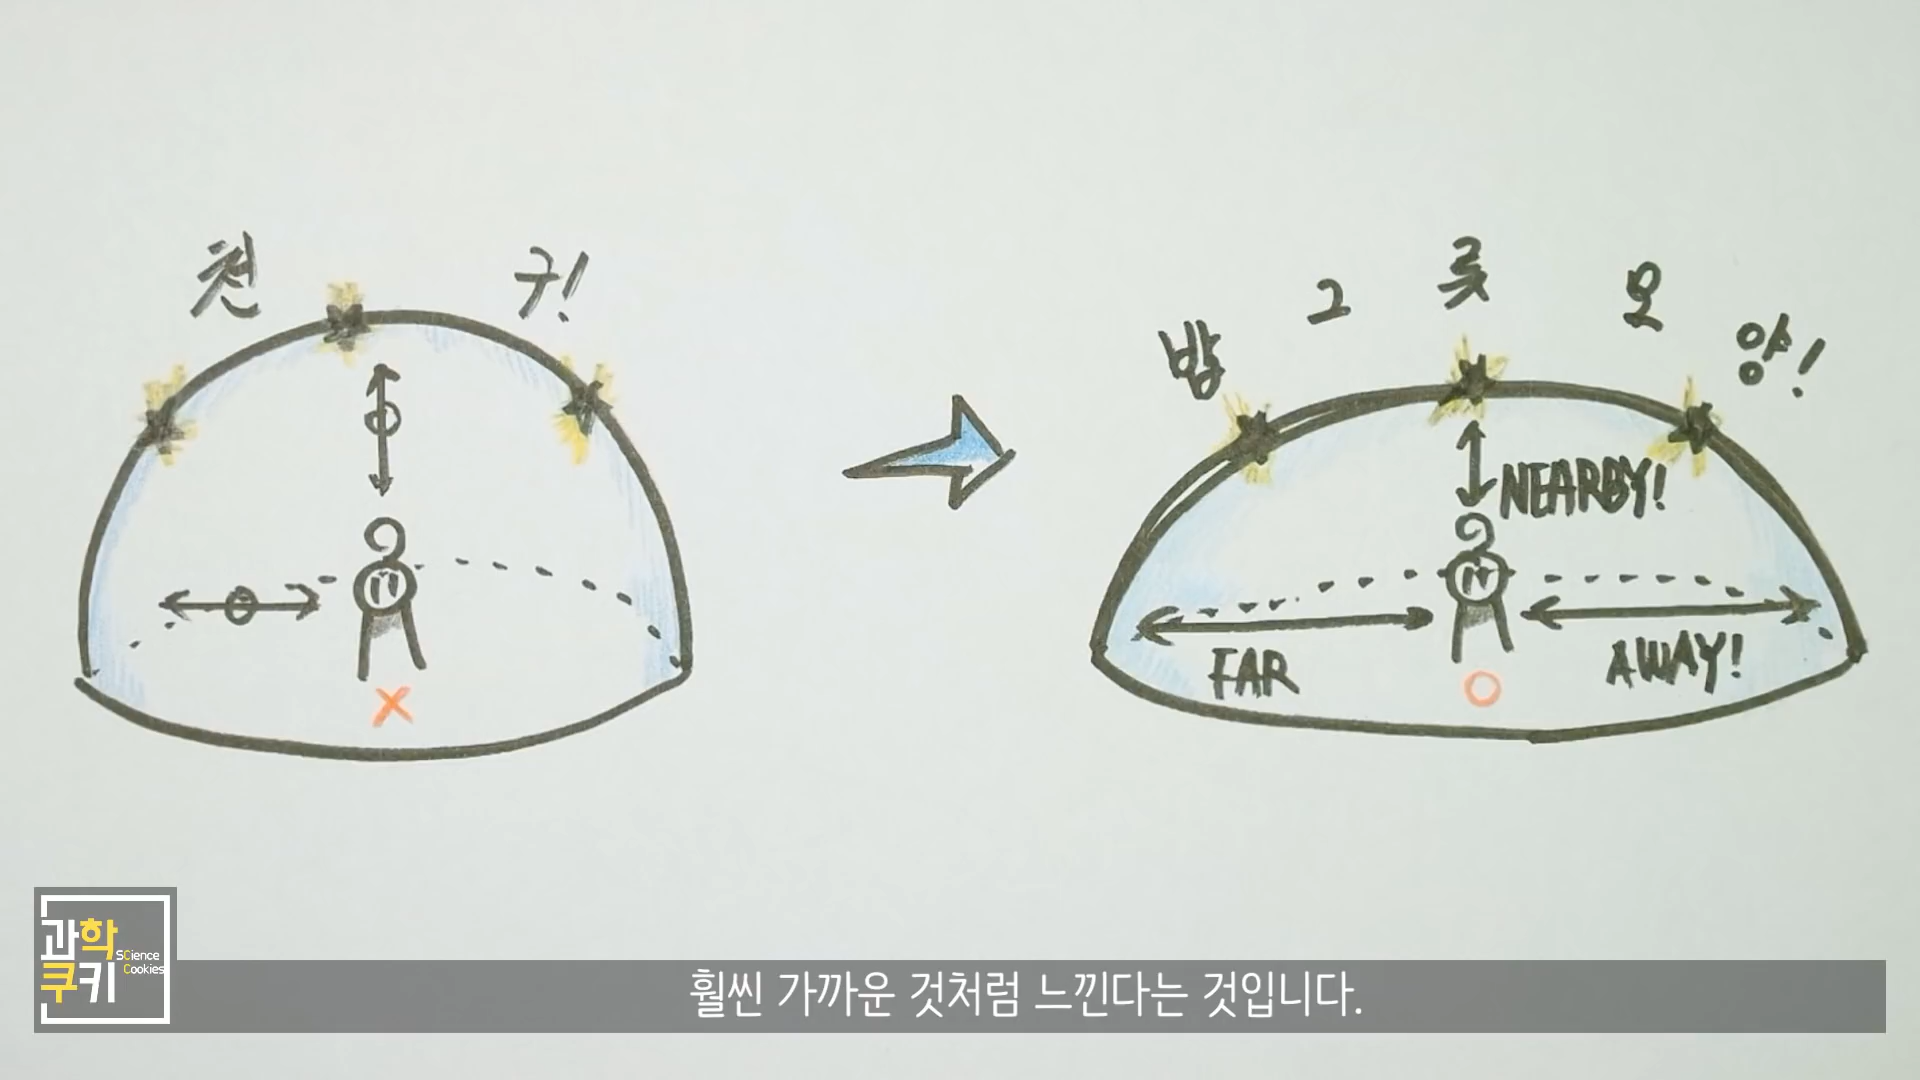 천 구!
밥 그 릇 모 양!
NEARBY!
FAR
AWAY!
과학
쿠키
Science
Cookies
훨씬 가까운 것처럼 느낀다는 것입니다.